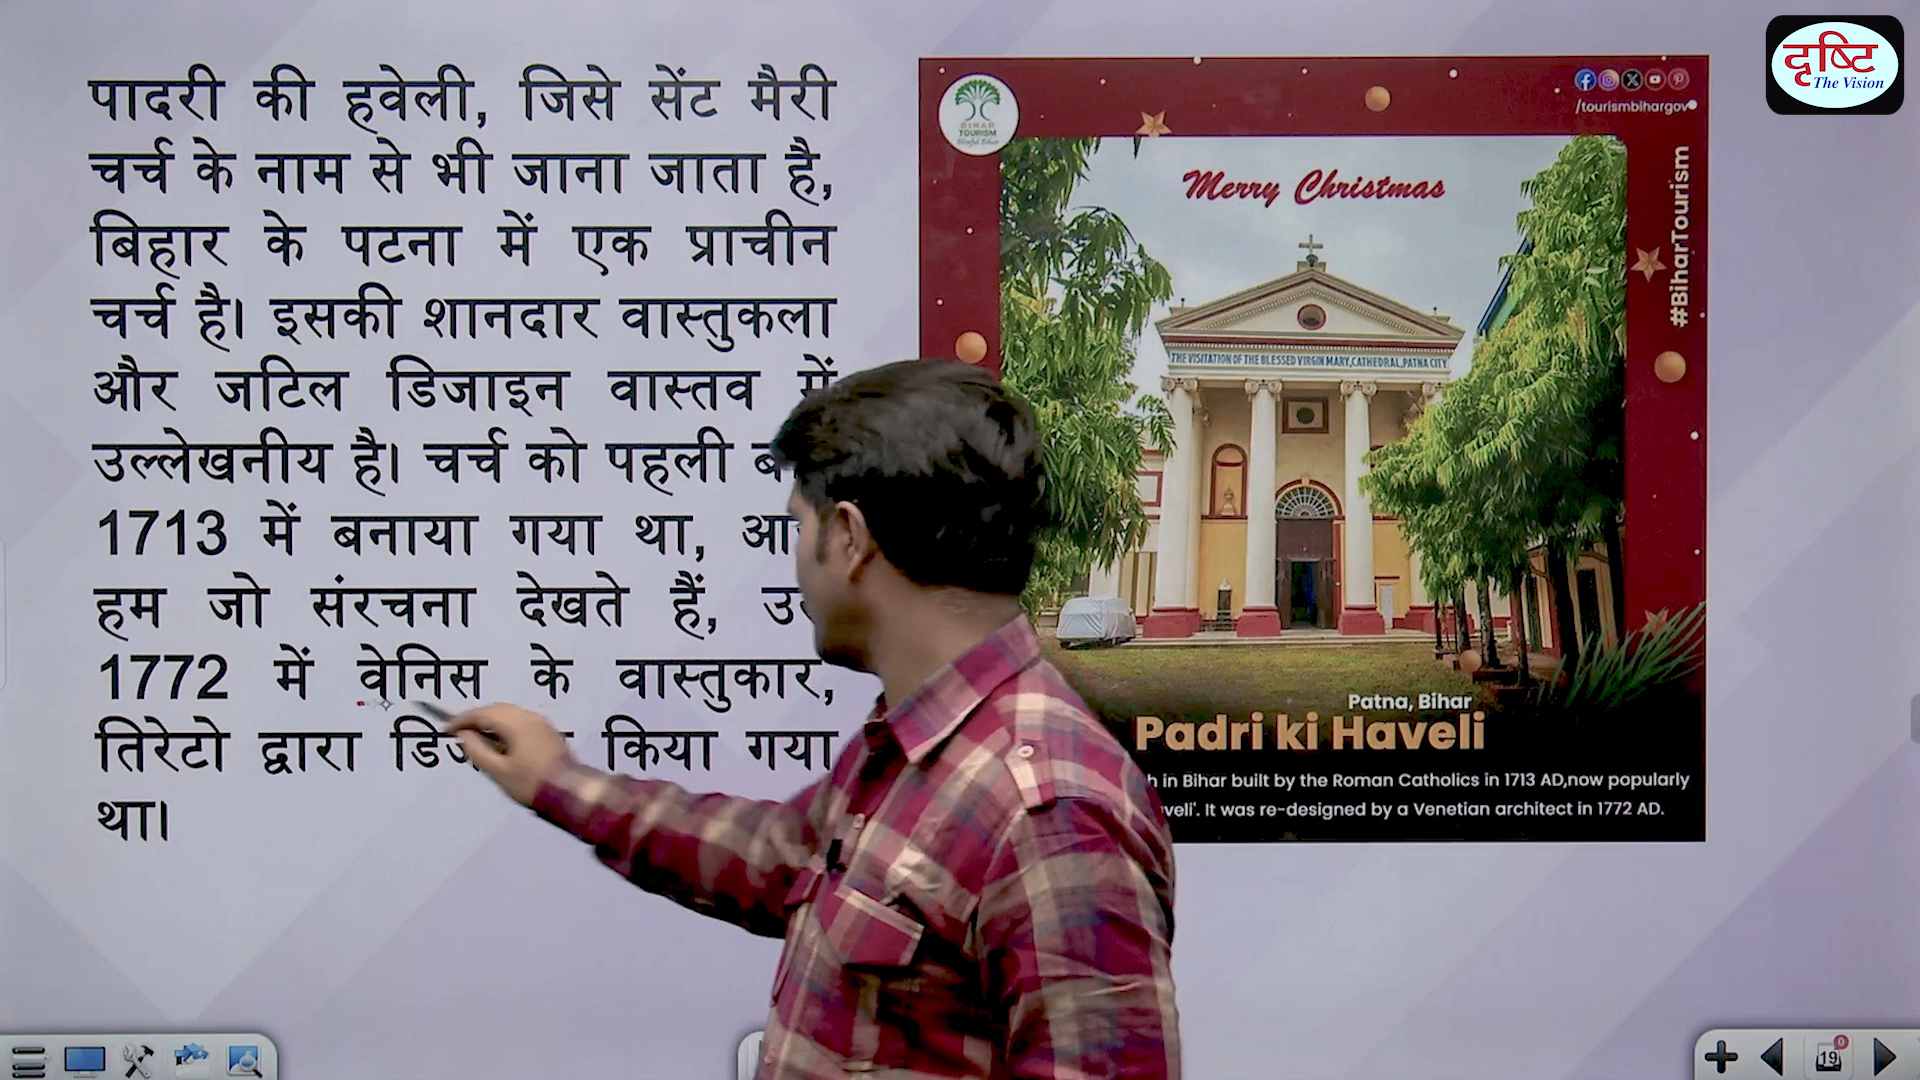 पादरी की हवेली, जिसे सेंट मैरी
चर्च के नाम से भी जाना जाता है,
बिहार के पटना में एक प्राचीन
चर्च है। इसकी शानदार वास्तुकला
और जटिल डिजाइन वास्तव में
उल्लेखनीय है। चर्च को पहली
1713 में बनाया गया था,
हम जो संरचना देखते हैं,
1772 में वेनिस के वास्तुकार,
तिरेटो द्वारा किया गया
था।
BIHAR
TOURISM
Blissful Bihar
/tourismbihargov
#BiharTourism
Merry Christmas
THE VISITATION OF THE BLESSED VIRGIN MARY, CATHEDRAL, PATNA CITY
Patna, Bihar
Padri ki Haveli
in Bihar built by the Roman Catholics in 1713 AD,now popularly
It was re-designed by a Venetian architect in 1772 AD.
दृष्टि
The Vision
19
0